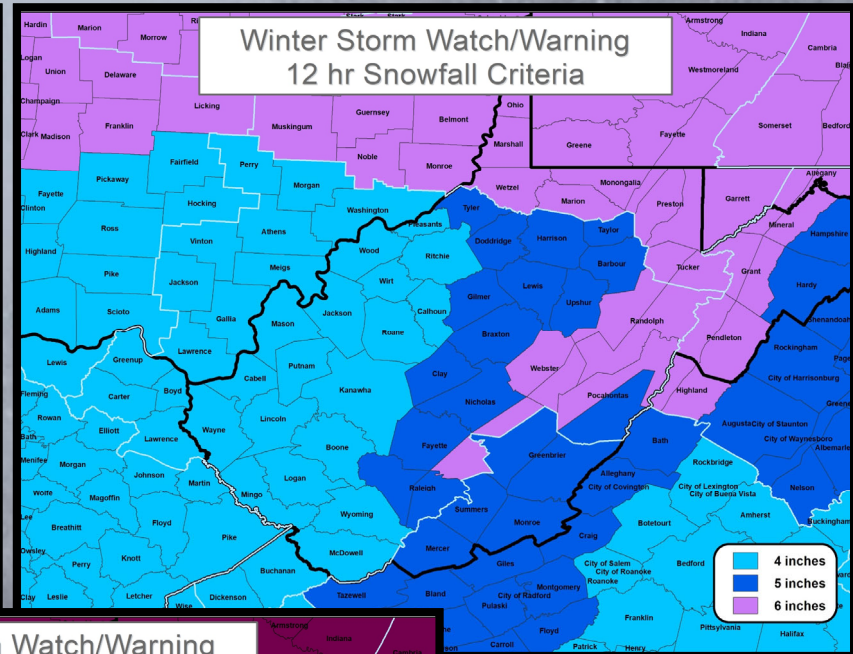 Winter Storm Watch/Warning
12 hr Snowfall Criteria
Hardin
Marion
Morrow
Ri
Armstrong
Indiana
Cambria
Logan
Union
Delaware
Westmoreland
Blai
Champaign
Licking
Guernsey
Belmont
Ohio
Clark
Madison
Franklin
Muskingum
Marshall
Greene
Fayette
Somerset
Bedford
Noble
Monroe
Fairfield
Perry
Morgan
Wetzel
Monongalia
Marion
Preston
Garrett
Allegany
Pickaway
Fayette
Clinton
Hocking
Washington
Tyler
Pleasants
Mineral
Hampshire
Ross
Athens
Vinton
Wood
Ritchie
Doddridge
Harrison
Taylor
Barbour
Tucker
Grant
Highland
Pike
Meigs
Wirt
Lewis
Hardy
Jackson
Gilmer
Upshur
Adams
Scioto
Gallia
Mason
Jackson
Calhoun
Roane
Braxton
Randolph
Pendleton
Shenandoah
Rockingham
Lewis
Greenup
Lawrence
Cabell
Putnam
Clay
Webster
Page
City of Harrisonburg
Fleming
Carter
Boyd
Kanawha
Nicholas
Pocahontas
Highland
Greene
Rowan
Elliott
Lawrence
Wayne
Lincoln
Boone
Fayette
Bath
Augusta
City of Staunton
City of Waynesboro
Albemarle
Bath
Menifee
Morgan
Johnson
Martin
Mingo
Logan
Raleigh
Greenbrier
Alleghany
City of Covington
Rockbridge
City of Lexington
City of Buena Vista
Nelson
Wolfe
Magoffin
Wyoming
Summers
Monroe
Amherst
Buckingham
Lee
Breathitt
Floyd
Pike
McDowell
Mercer
Craig
Botetourt
Owsley
Perry
Knott
Buchanan
Giles
City of Salem
City of Roanoke
Roanoke
Bedford
Clay
Leslie
Letcher
Wise
Dickenson
Tazewell
Bland
Pulaski
City of Radford
Montgomery
Floyd
Carroll
Patrick
Henry
Franklin
Pittsylvania
Halifax
4 inches
5 inches
6 inches
Watch/Warning
Armstrong
Indiana